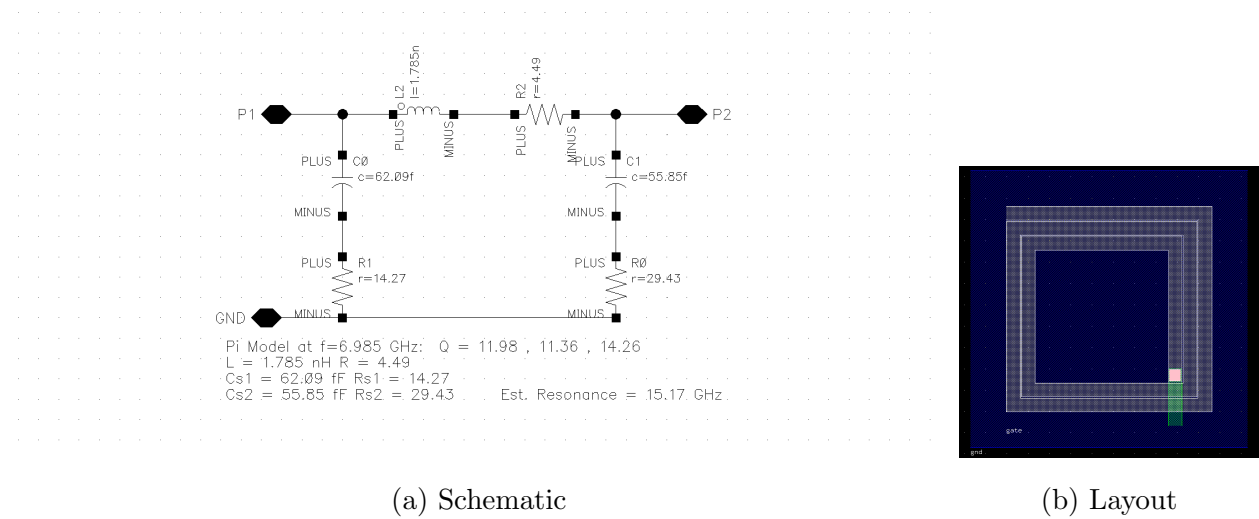 l=1.785n
L2
r=4.49
R2
P1
P2
PLUS
MINUS
PLUS
MINUS
PLUS
C0
c=62.09f
MINUS
PLUS
C1
c=55.85f
MINUS
PLUS
R1
r=14.27
MINUS
PLUS
R0
r=29.43
MINUS
GND
Pi Model at f=6.985 GHz: Q = 11.98 , 11.36 , 14.26
L = 1.785 nH R = 4.49
Cs1 = 62.09 fF Rs1 = 14.27
Cs2 = 55.85 fF Rs2 = 29.43 Est. Resonance = 15.17 GHz
gate
gnd
(a) Schematic
(b) Layout